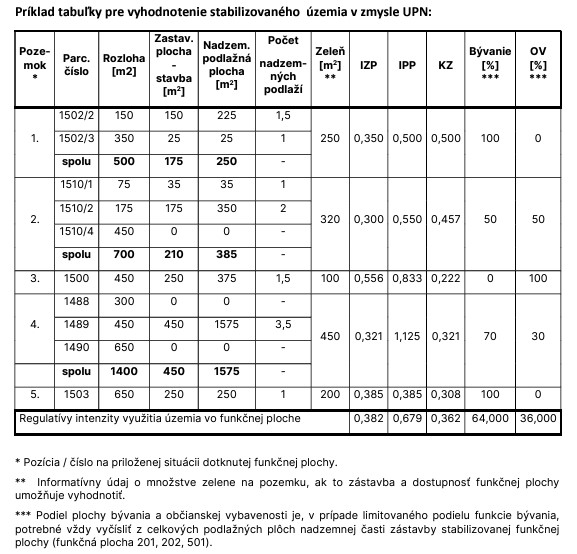 Príklad tabuľky pre vyhodnotenie stabilizovaného územia v zmysle UPN:
Poze-mok * | Parc. číslo | Rozloha [m2] | Zastav. plocha - stavba [m²] | Nadzem. podlažná plocha [m²] | Počet nadzem-ných podlaží | Zeleň [m²] ** | IZP | IPP | KZ | Bývanie [%] *** | OV [%] ***
1. | 1502/2 | 150 | 150 | 225 | 1,5 | 250 | 0,350 | 0,500 | 0,500 | 100 | 0
1502/3 | 350 | 25 | 25 | 1
spolu | 500 | 175 | 250 | -
2. | 1510/1 | 75 | 35 | 35 | 1 | 320 | 0,300 | 0,550 | 0,457 | 50 | 50
1510/2 | 175 | 175 | 350 | 2
1510/4 | 450 | 0 | 0 | -
spolu | 700 | 210 | 385 | -
3. | 1500 | 450 | 250 | 375 | 1,5 | 100 | 0,556 | 0,833 | 0,222 | 0 | 100
4. | 1488 | 300 | 0 | 0 | - | 450 | 0,321 | 1,125 | 0,321 | 70 | 30
1489 | 450 | 450 | 1575 | 3,5
1490 | 650 | 0 | 0 | -
spolu | 1400 | 450 | 1575 | -
5. | 1503 | 650 | 250 | 250 | 1 | 200 | 0,385 | 0,385 | 0,308 | 100 | 0
Regulatívy intenzity využitia územia vo funkčnej ploche | 0,382 | 0,679 | 0,362 | 64,000 | 36,000
* Pozícia / číslo na priloženej situácii dotknutej funkčnej plochy.
** Informatívny údaj o množstve zelene na pozemku, ak to zástavba a dostupnosť funkčnej plochy
umožňuje vyhodnotiť.
*** Podiel plochy bývania a občianskej vybavenosti je, v prípade limitovaného podielu funkcie bývania,
potrebné vždy vyčísliť z celkových podlažných plôch nadzemnej časti zástavby stabilizovanej funkčnej
plochy (funkčná plocha 201, 202, 501).